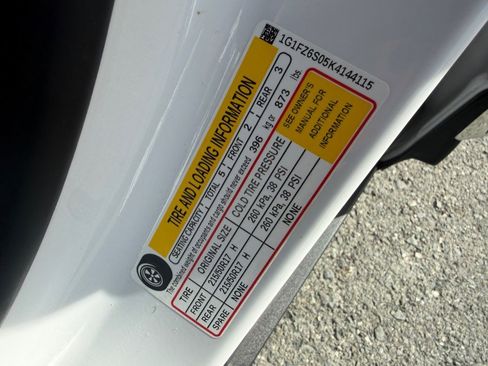 1G1FZ6S05K4144115
TIRE AND LOADING INFORMATION
SEATING CAPACITY | TOTAL 5 | FRONT 2 | REAR 3
The combined weight of occupants and cargo should never exceed 396 kg or 873 lbs
TIRE ORIGINAL SIZE COLD TIRE PRESSURE
FRONT 215/50R17 H 260 kPa, 38 PSI
REAR 215/50R17 H 260 kPa, 38 PSI
SPARE NONE NONE
SEE OWNER'S
MANUAL FOR
ADDITIONAL
INFORMATION